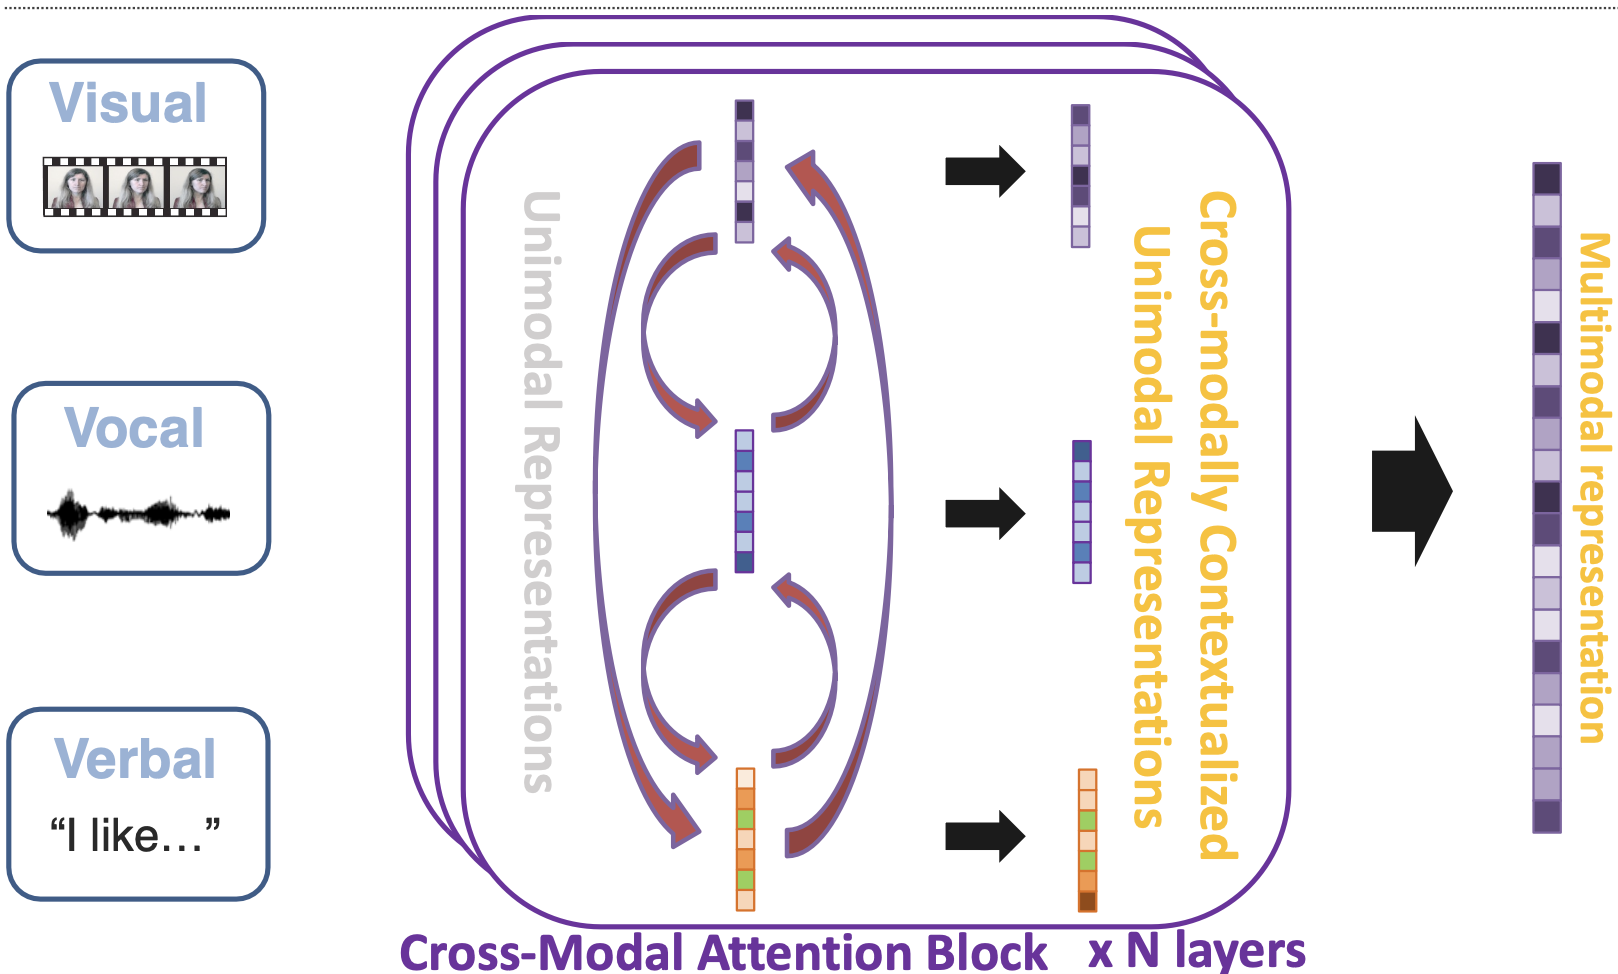 Visual
Vocal
Verbal
“I like…”
Unimodal Representations
Cross-modally Contextualized
Unimodal Representations
Multimodal representation
Cross-Modal Attention Block x N layers